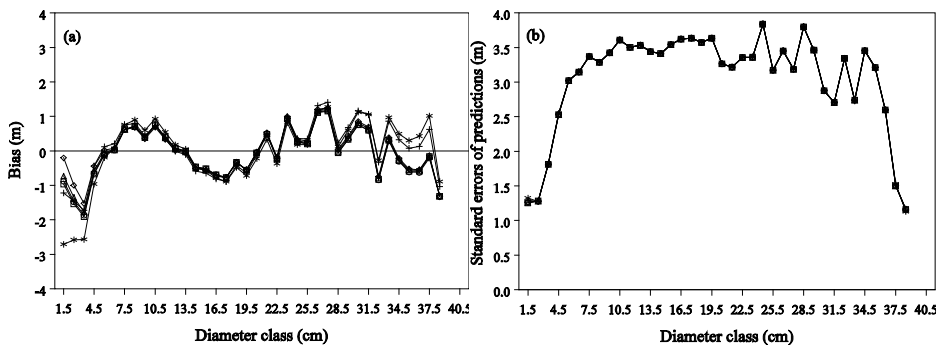 (a)
Bias (m)
4
3
2
1
0
-1
-2
-3
-4
1.5 4.5 7.5 10.5 13.5 16.5 19.5 22.5 25.5 28.5 31.5 34.5 37.5 40.5
Diameter class (cm)
(b)
Standard errors of predictions (m)
4.0
3.5
3.0
2.5
2.0
1.5
1.0
0.5
0.0
1.5 4.5 7.5 10.5 13.5 16.5 19.5 22.5 25.5 28.5 31.5 34.5 37.5 40.5
Diameter class (cm)